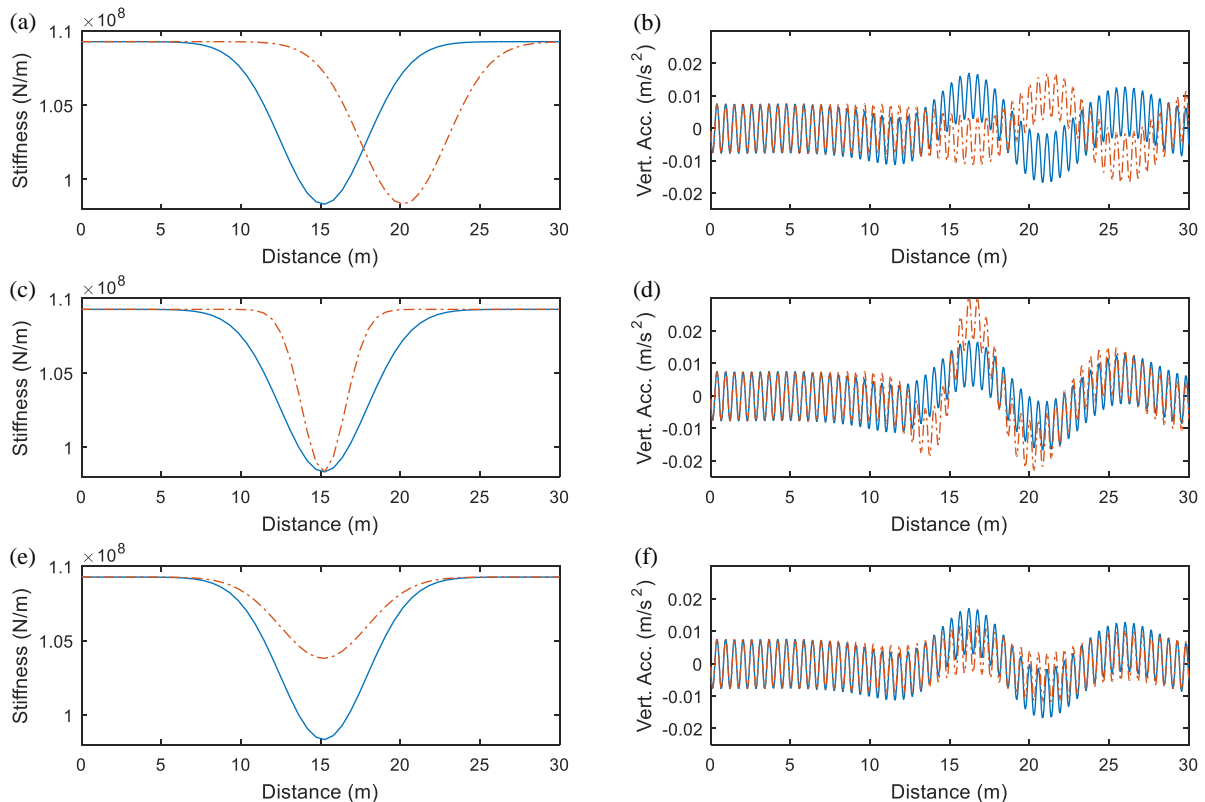 (a)
×10^8
Stiffness (N/m)
1.1
1.05
1
0 5 10 15 20 25 30
Distance (m)
(b)
Vert. Acc. (m/s^2)
0.02
0.01
0
-0.01
-0.02
0 5 10 15 20 25 30
Distance (m)
(c)
×10^8
Stiffness (N/m)
1.1
1.05
1
0 5 10 15 20 25 30
Distance (m)
(d)
Vert. Acc. (m/s^2)
0.02
0.01
0
-0.01
-0.02
0 5 10 15 20 25 30
Distance (m)
(e)
×10^8
Stiffness (N/m)
1.1
1.05
1
0 5 10 15 20 25 30
Distance (m)
(f)
Vert. Acc. (m/s^2)
0.02
0.01
0
-0.01
-0.02
0 5 10 15 20 25 30
Distance (m)